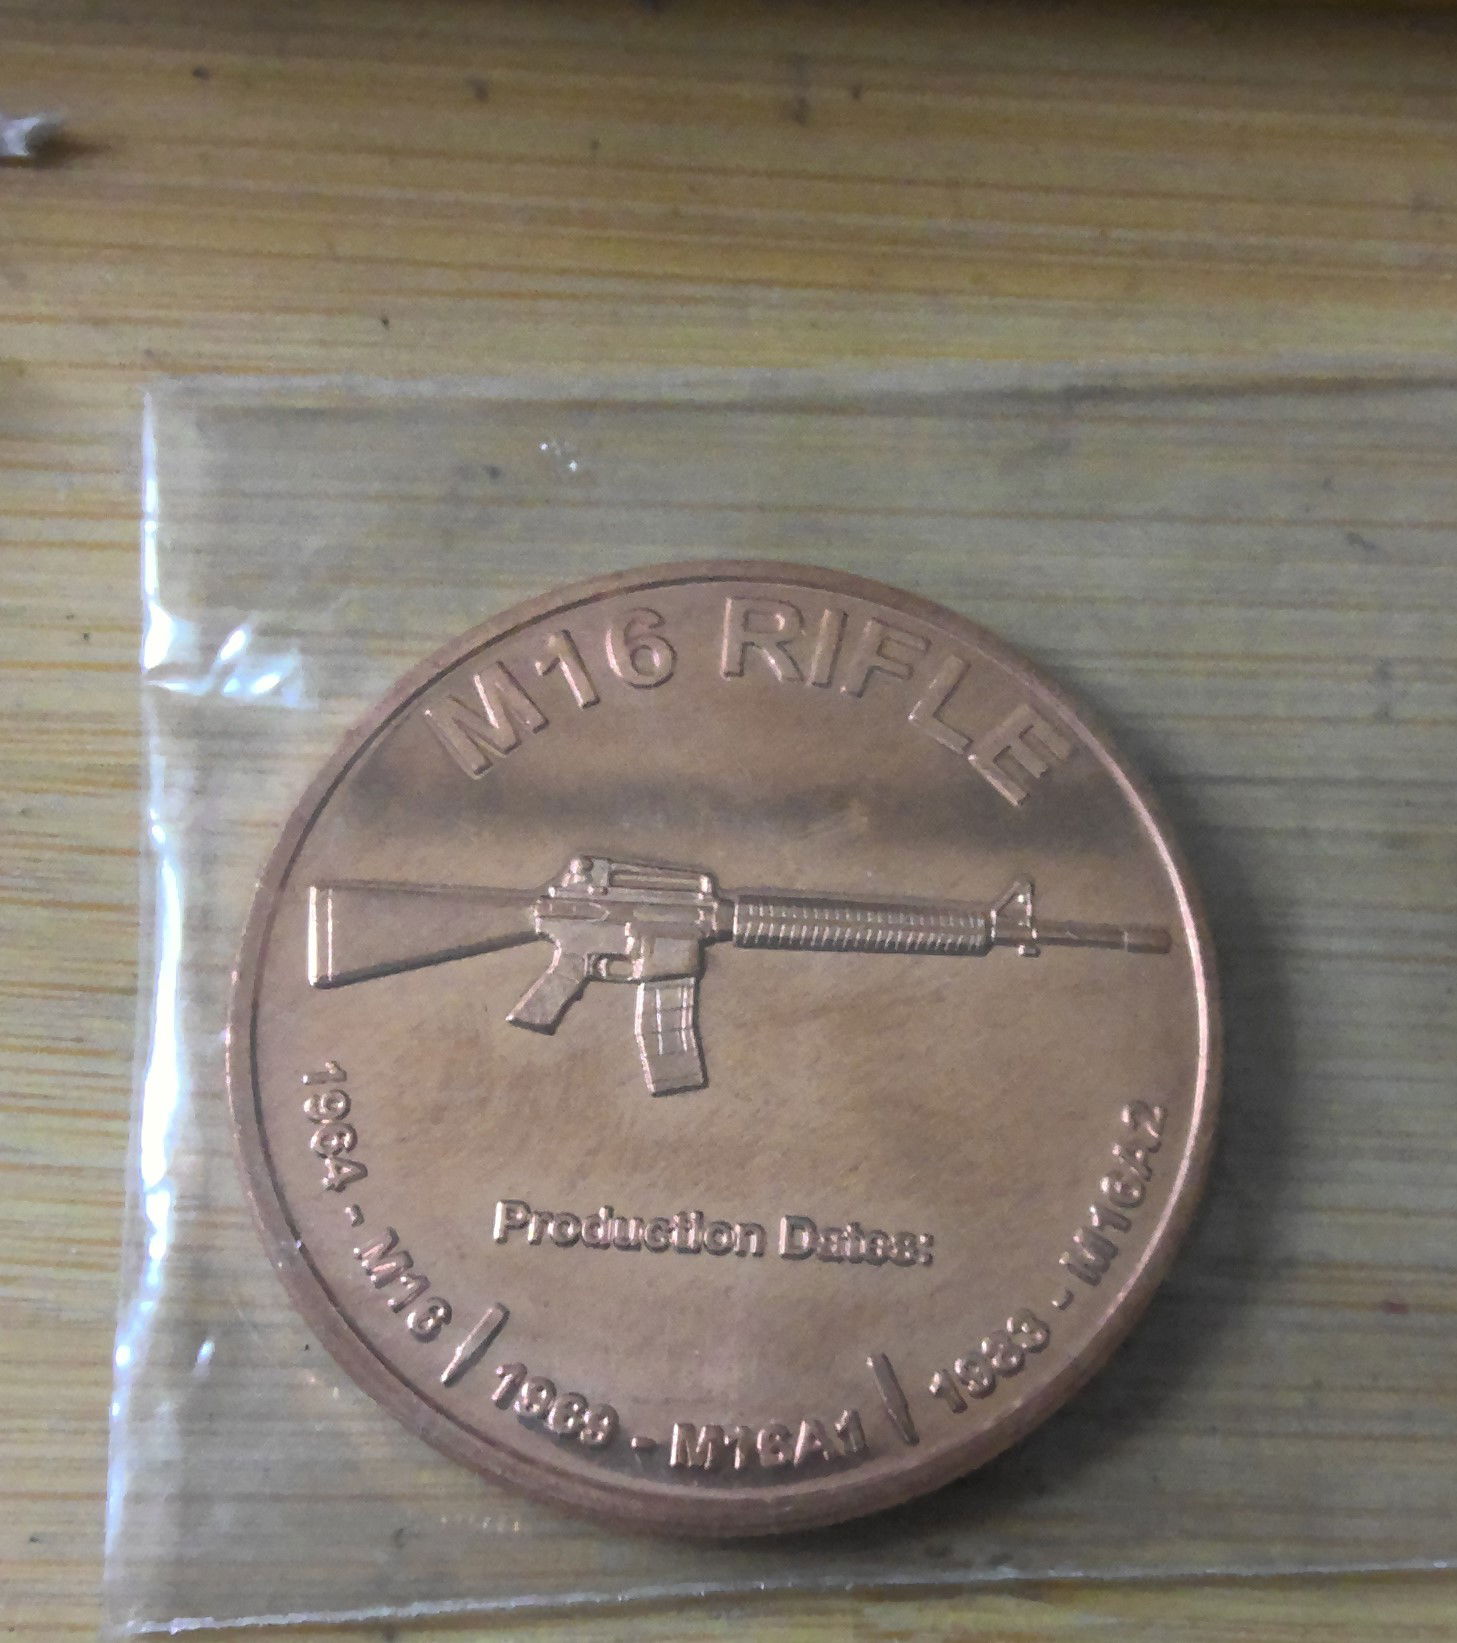 M16 RIFLE
Production Dates:
1964 - M16 | 1969 - M16A1 | 1983 - M16A2